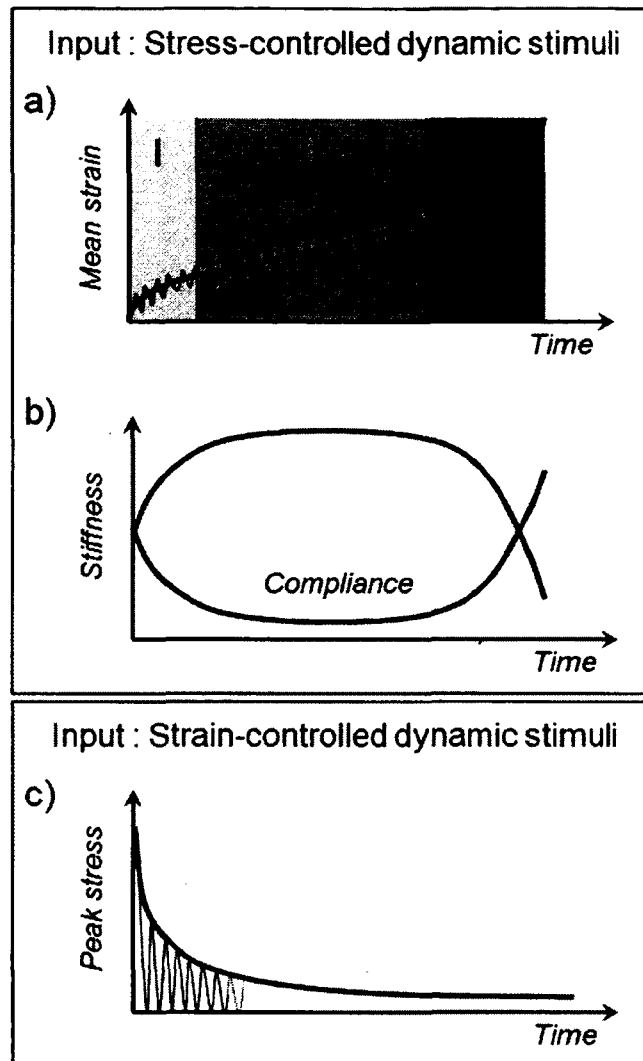 Input : Stress-controlled dynamic stimuli
a)
I
Mean strain
Time
b)
Stiffness
Compliance
Time
Input : Strain-controlled dynamic stimuli
c)
Peak stress
Time